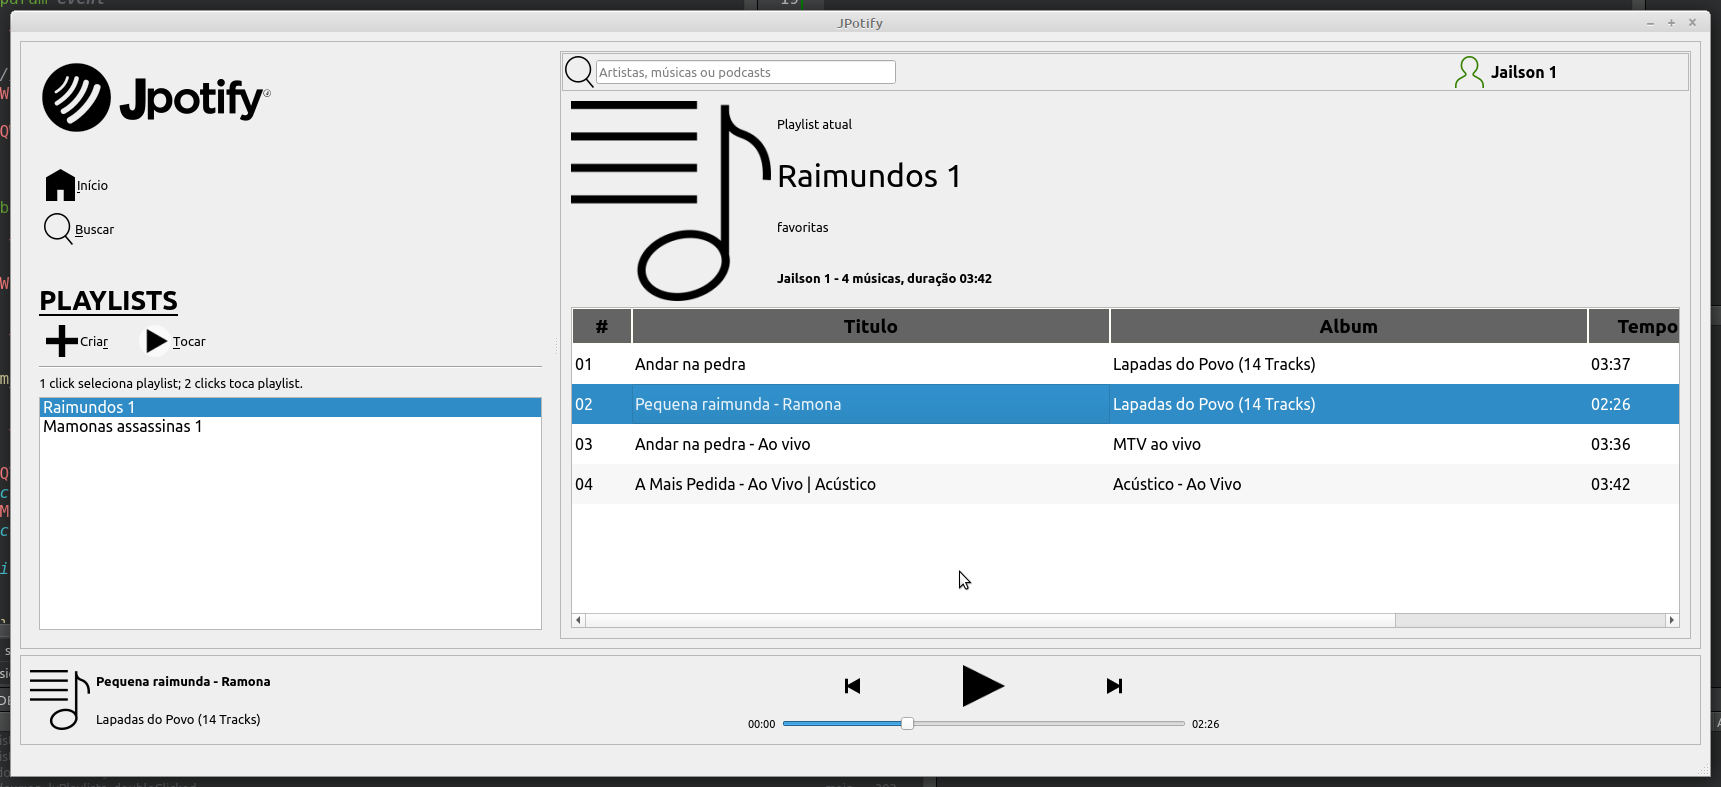 JPotify
Jpotify
Início
Buscar
PLAYLISTS
Criar
Tocar
1 click seleciona playlist; 2 clicks toca playlist.
Raimundos 1
Mamonas assassinas 1
Artistas, músicas ou podcasts
Jailson 1
Playlist atual
Raimundos 1
favoritas
Jailson 1 - 4 músicas, duração 03:42
# Titulo Album Tempo
01 Andar na pedra Lapadas do Povo (14 Tracks) 03:37
02 Pequena raimunda - Ramona Lapadas do Povo (14 Tracks) 02:26
03 Andar na pedra - Ao vivo MTV ao vivo 03:36
04 A Mais Pedida - Ao Vivo | Acústico Acústico - Ao Vivo 03:42
Pequena raimunda - Ramona
Lapadas do Povo (14 Tracks)
00:00 02:26